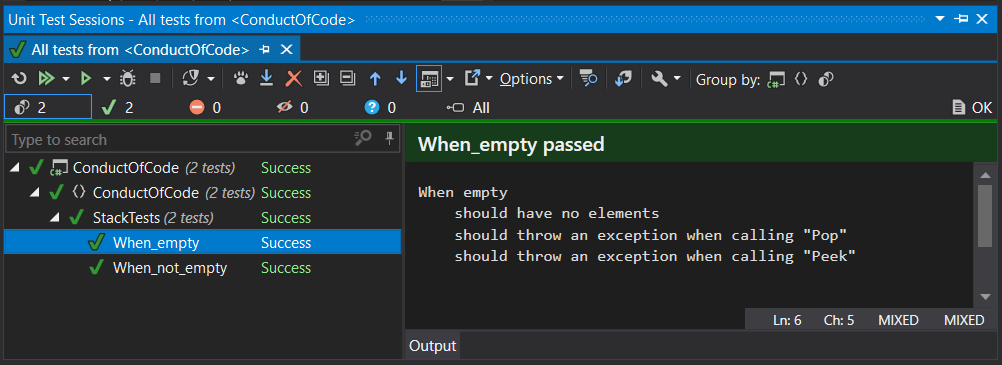 Unit Test Sessions - All tests from <ConductOfCode>
All tests from <ConductOfCode>
Options Group by: C#
2 2 0 0 0 All OK
Type to search
C# ConductOfCode (2 tests) Success
ConductOfCode (2 tests) Success
StackTests (2 tests) Success
When_empty Success
When_not_empty Success
When_empty passed
When empty
should have no elements
should throw an exception when calling "Pop"
should throw an exception when calling "Peek"
Ln: 6 Ch: 5 MIXED MIXED
Output